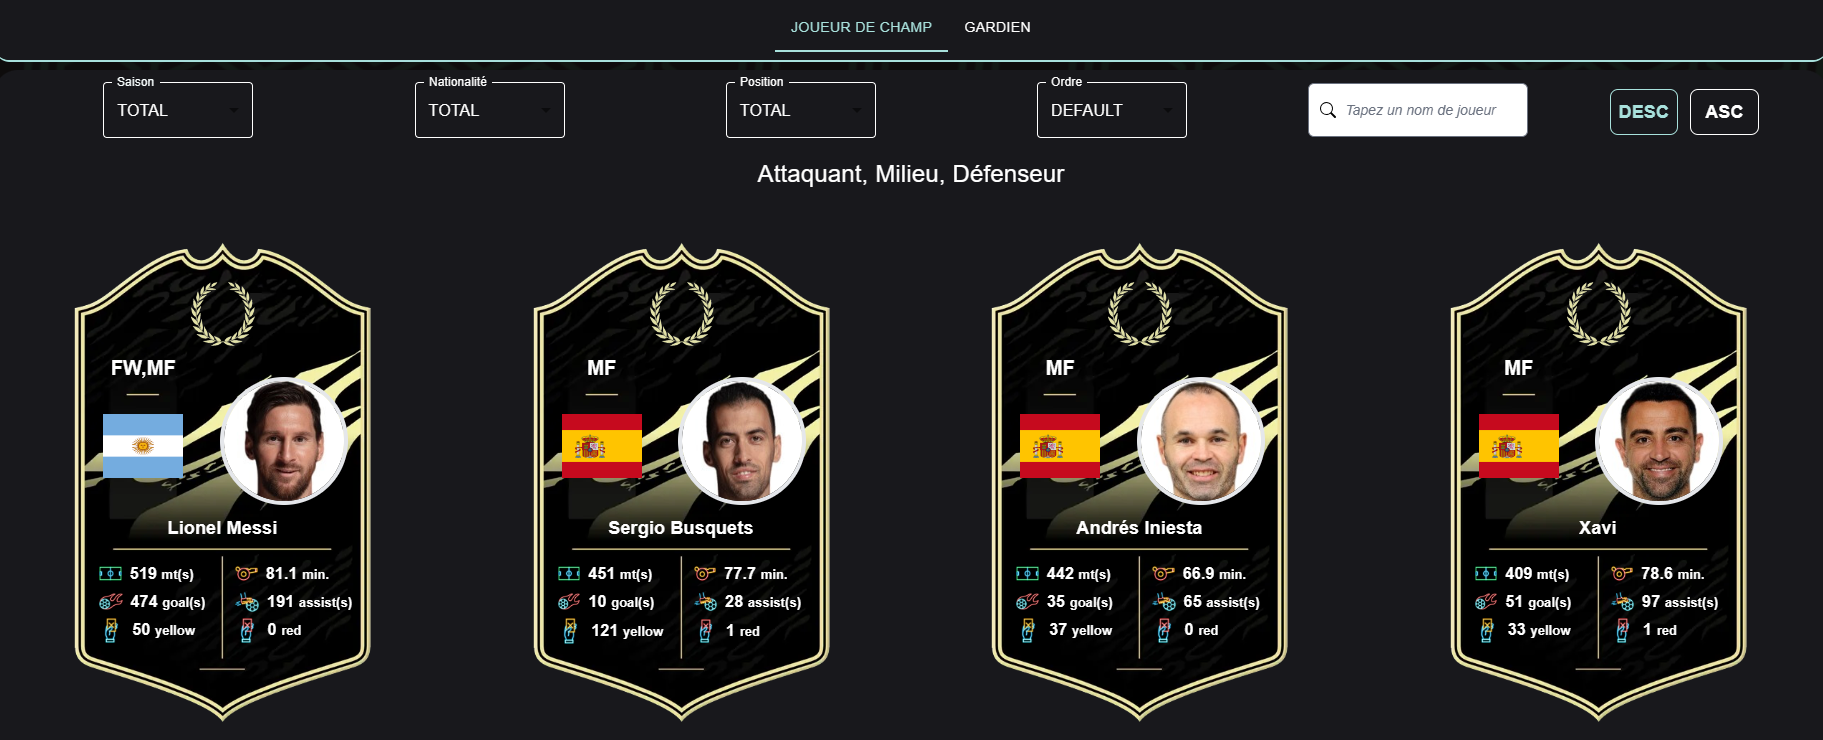 JOUEUR DE CHAMP GARDIEN
Saison Nationalité Position Ordre
TOTAL TOTAL TOTAL DEFAULT Tapez un nom de joueur DESC ASC
Attaquant, Milieu, Défenseur
FW,MF
Lionel Messi
519 mt(s) 81.1 min.
474 goal(s) 191 assist(s)
50 yellow 0 red
MF
Sergio Busquets
451 mt(s) 77.7 min.
10 goal(s) 28 assist(s)
121 yellow 1 red
MF
Andrés Iniesta
442 mt(s) 66.9 min.
35 goal(s) 65 assist(s)
37 yellow 0 red
MF
Xavi
409 mt(s) 78.6 min.
51 goal(s) 97 assist(s)
33 yellow 1 red